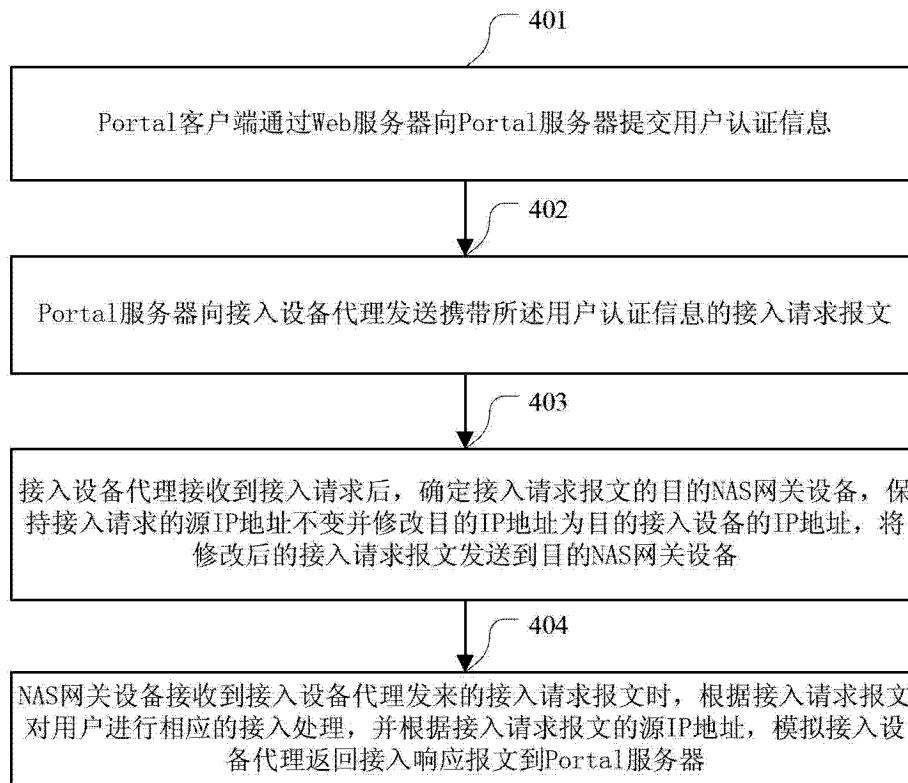 401
Portal客户端通过Web服务器向Portal服务器提交用户认证信息
402
Portal服务器向接入设备代理发送携带所述用户认证信息的接入请求报文
403
接入设备代理接收到接入请求后，确定接入请求报文的目的NAS网关设备，保
持接入请求的源IP地址不变并修改目的IP地址为目的接入设备的IP地址，将
修改后的接入请求报文发送到目的NAS网关设备
404
NAS网关设备接收到接入设备代理发来的接入请求报文时，根据接入请求报文
对用户进行相应的接入处理，并根据接入请求报文的源IP地址，模拟接入设
备代理返回接入响应报文到Portal服务器